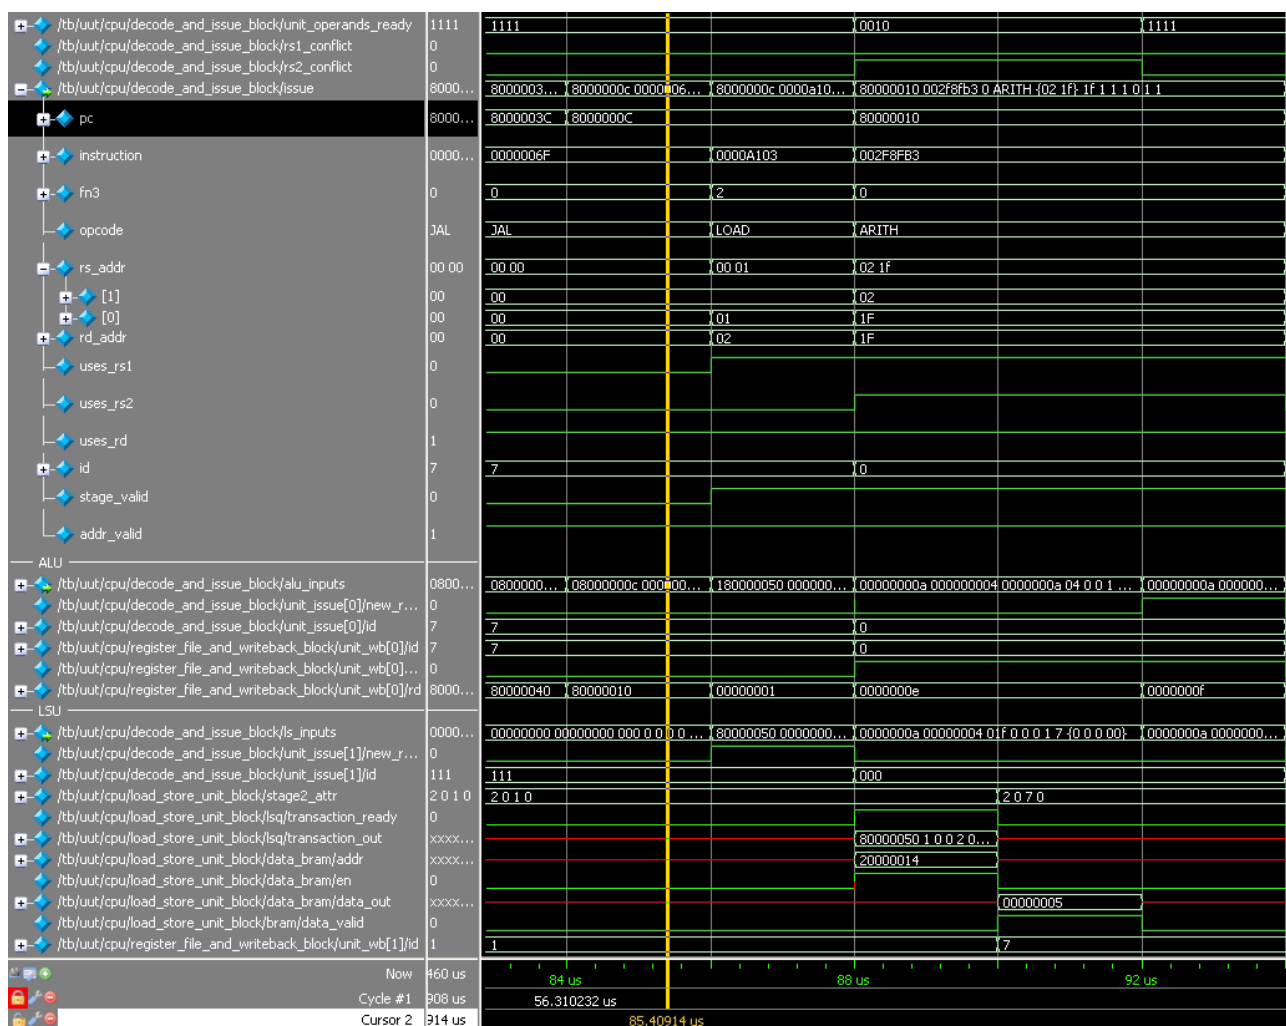 /tb/uut/cpu/decode_and_issue_block/unit_operands_ready 1111 1111 0010 1111
/tb/uut/cpu/decode_and_issue_block/rs1_conflict 0
/tb/uut/cpu/decode_and_issue_block/rs2_conflict 0
/tb/uut/cpu/decode_and_issue_block/issue 8000... 8000003... 8000000c 0000006... 8000000c 0000a10... 80000010 002f8fb3 0 ARITH {02 1f} 1f 1 1 1 0 1 1
pc 8000... 8000003C 8000000C 80000010
instruction 0000... 0000006F 0000A103 002F8FB3
fn3 0 0 2 0
opcode JAL JAL LOAD ARITH
rs_addr 00 00 00 00 00 01 02 1f
[1] 00 00 02
[0] 00 00 01 1F
rd_addr 00 00 02 1F
uses_rs1 0
uses_rs2 0
uses_rd 1
id 7 7 0
stage_valid 0
addr_valid 1
ALU
/tb/uut/cpu/decode_and_issue_block/alu_inputs 0800... 0800000... 08000000c 000000... 180000050 000000... 00000000a 000000004 0000000a 04 0 0 1 ... 00000000a 000000...
/tb/uut/cpu/decode_and_issue_block/unit_issue[0]/new_r... 0
/tb/uut/cpu/decode_and_issue_block/unit_issue[0]/id 7 7 0
/tb/uut/cpu/register_file_and_writeback_block/unit_wb[0]/id 7 7 0
/tb/uut/cpu/register_file_and_writeback_block/unit_wb[0]... 0
/tb/uut/cpu/register_file_and_writeback_block/unit_wb[0]/rd 8000... 80000040 80000010 00000001 0000000e 0000000f
LSU
/tb/uut/cpu/decode_and_issue_block/ls_inputs 0000... 00000000 00000000 000 0 0 0 0 ... 80000050 0000000... 0000000a 00000004 01f 0 0 0 1 7 {0 0 0 00} 0000000a 0000000...
/tb/uut/cpu/decode_and_issue_block/unit_issue[1]/new_r... 0
/tb/uut/cpu/decode_and_issue_block/unit_issue[1]/id 111 111 000
/tb/uut/cpu/load_store_unit_block/stage2_attr 2 0 1 0 2 0 1 0 2 0 7 0
/tb/uut/cpu/load_store_unit_block/lsq/transaction_ready 0
/tb/uut/cpu/load_store_unit_block/lsq/transaction_out xxxx... 80000050 1 0 0 2 0...
/tb/uut/cpu/load_store_unit_block/data_bram/addr xxxx... 20000014
/tb/uut/cpu/load_store_unit_block/data_bram/en 0
/tb/uut/cpu/load_store_unit_block/data_bram/data_out xxxx... 00000005
/tb/uut/cpu/load_store_unit_block/bram/data_valid 0
/tb/uut/cpu/register_file_and_writeback_block/unit_wb[1]/id 1 1 7
Now 460 us 84 us 88 us 92 us
Cycle #1 908 us 56.310232 us
Cursor 2 914 us 85.40914 us